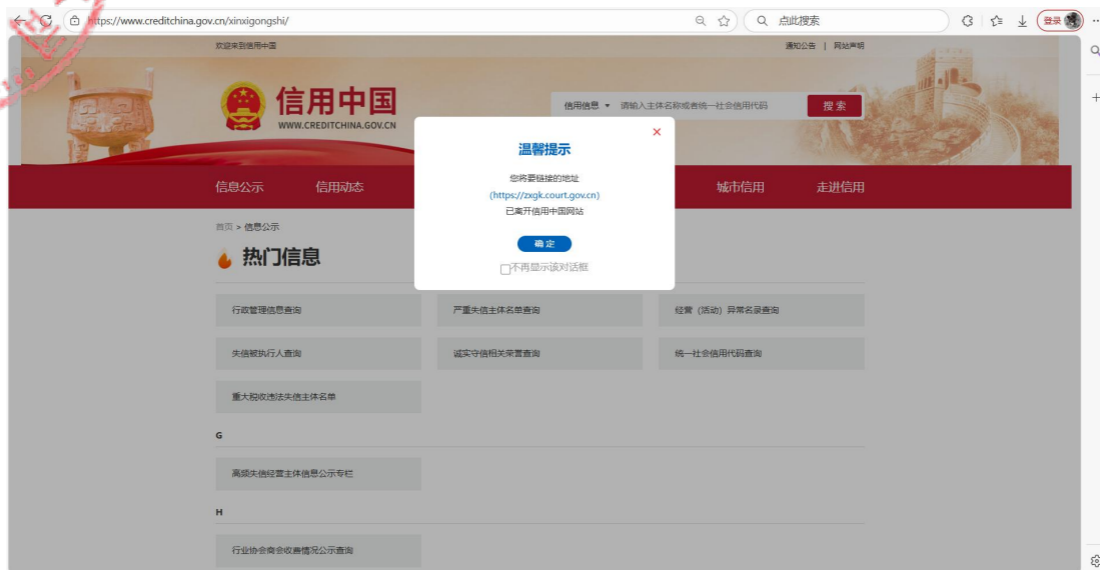 https://www.creditchina.gov.cn/xinxigongshi/
点此搜索
登录
欢迎来到信用中国
通知公告 | 网站声明
信用中国
WWW.CREDITCHINA.GOV.CN
信用信息
请输入主体名称或者统一社会信用代码
搜索
温馨提示
您将要链接的地址
(https://zxgk.court.gov.cn)
已离开信用中国网站
确定
不再显示该对话框
信息公示
信用动态
城市信用
走进信用
首页 > 信息公示
热门信息
行政管理信息查询
严重失信主体名单查询
经营（活动）异常名录查询
失信被执行人查询
诚实守信相关荣誉查询
统一社会信用代码查询
重大税收违法失信主体名单
G
高频失信经营主体信息公示专栏
H
行业协会商会收费情况公示查询